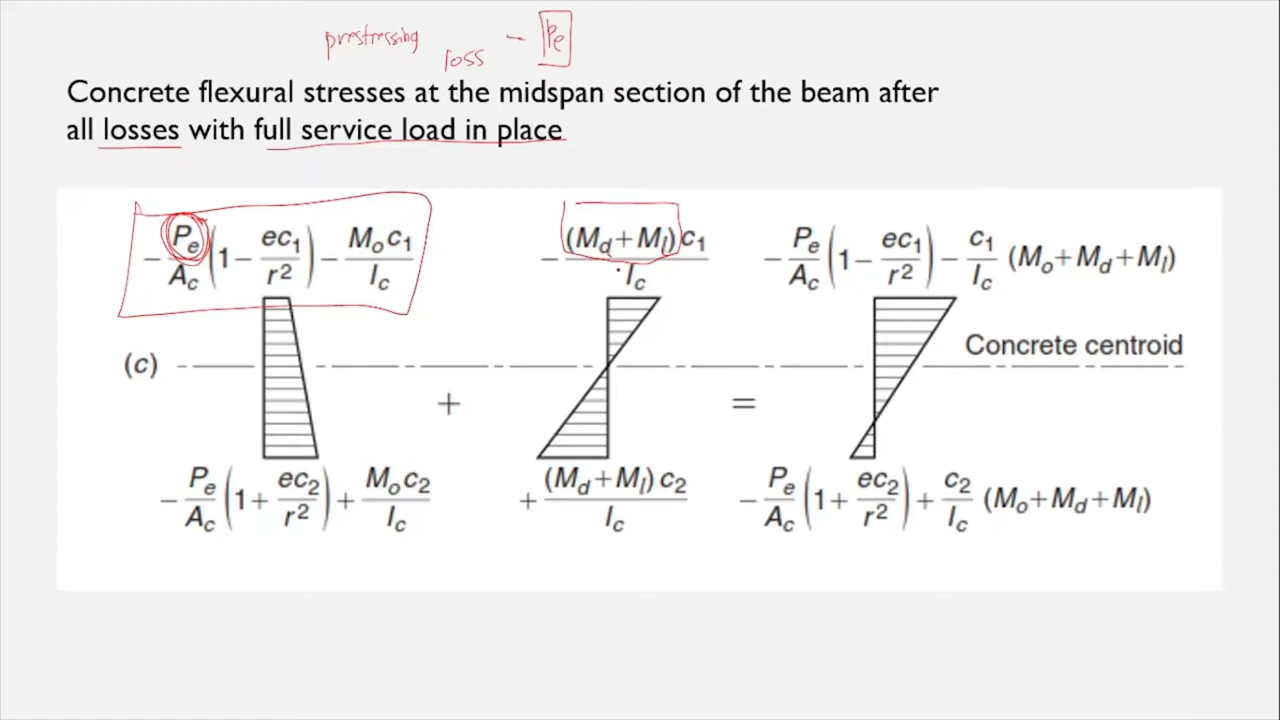 prestressing loss - Pe
Concrete flexural stresses at the midspan section of the beam after
all losses with full service load in place
- Pe/Ac (1 - ec1/r²) - Moc1/Ic
- (Md+Ml)c1/Ic
- Pe/Ac (1 - ec1/r²) - c1/Ic (Mo+Md+Ml)
Concrete centroid
(c)
+
=
- Pe/Ac (1 + ec2/r²) + Moc2/Ic
+ (Md+Ml)c2/Ic
- Pe/Ac (1 + ec2/r²) + c2/Ic (Mo+Md+Ml)